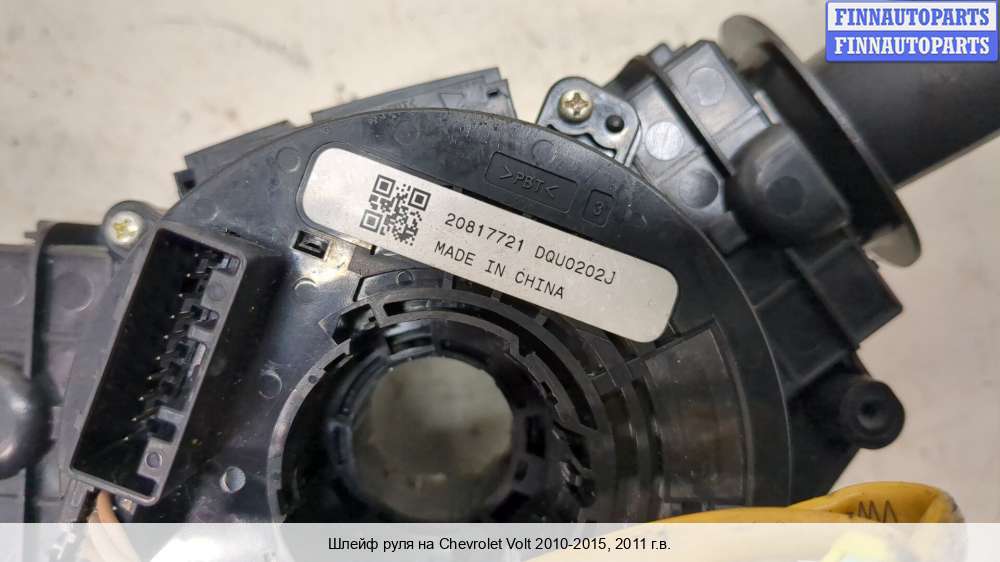 FINNAUTOPARTS
FINNAUTOPARTS
>PBT<
3
20817721 DQU0202J
MADE IN CHINA
Шлейф руля на Chevrolet Volt 2010-2015, 2011 г.в.